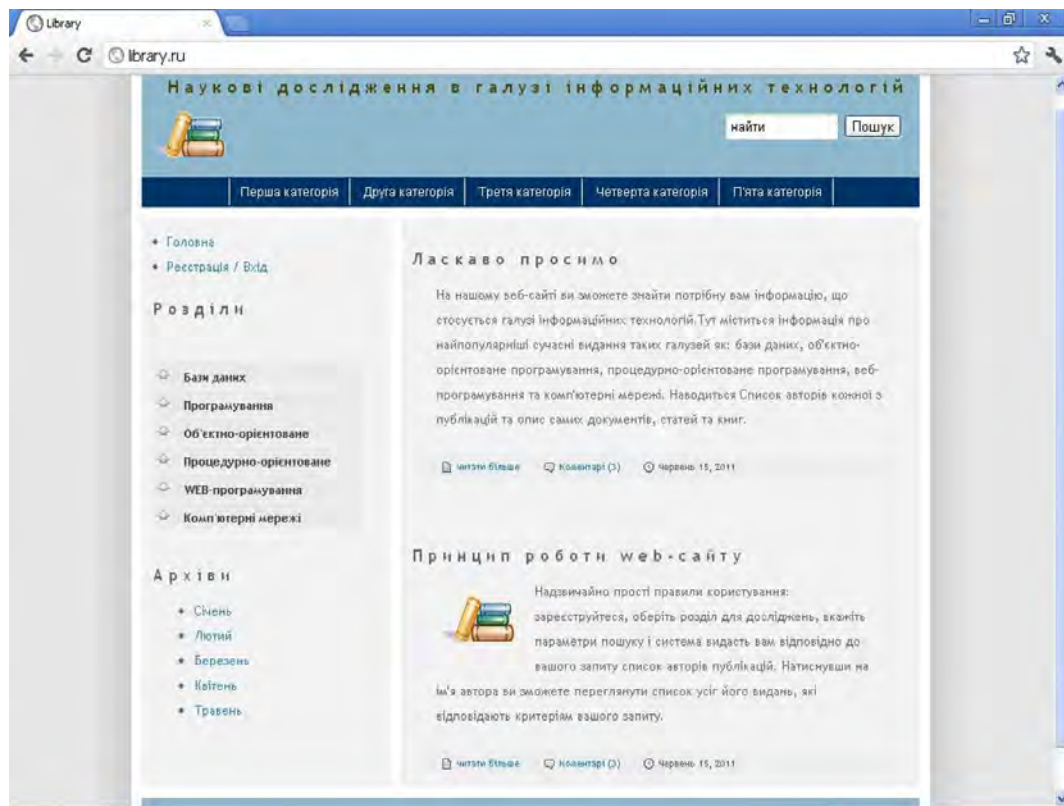 Library
library.ru
Наукові дослідження в галузі інформаційних технологій
найти
Пошук
Перша категорія
Друга категорія
Третя категорія
Четверта категорія
П'ята категорія
Головна
Реєстрація / Вхід
Розділи
Бази даних
Програмування
Об'єктно-орієнтоване
Процедурно-орієнтоване
WEB-програмування
Комп'ютерні мережі
Архіви
Січень
Лютий
Березень
Квітень
Травень
Ласкаво просимо
На нашому веб-сайті ви зможете знайти потрібну вам інформацію, що
стосується галузі інформаційних технологій.Тут міститься інформація про
найпопулярніші сучасні видання таких галузей як: бази даних, об'єктно-
орієнтоване програмування, процедурно-орієнтоване програмування, веб-
програмування та комп'ютерні мережі. Наводиться Список авторів кожної з
публікацій та опис самих документів, статей та книг.
читати більше
Коментарі (3)
Червень 15, 2011
Принцип роботи web-сайту
Надзвичайно прості правили користування:
зареєструйтеся, оберіть розділ для досліджень, вкажіть
параметри пошуку і система видасть вам відповідно до
вашого запиту список авторів публікацій. Натиснувши на
ім'я автора ви зможете переглянути список усіг його видань, які
відповідають критеріям вашого запиту.
читати більше
Коментарі (3)
Червень 15, 2011